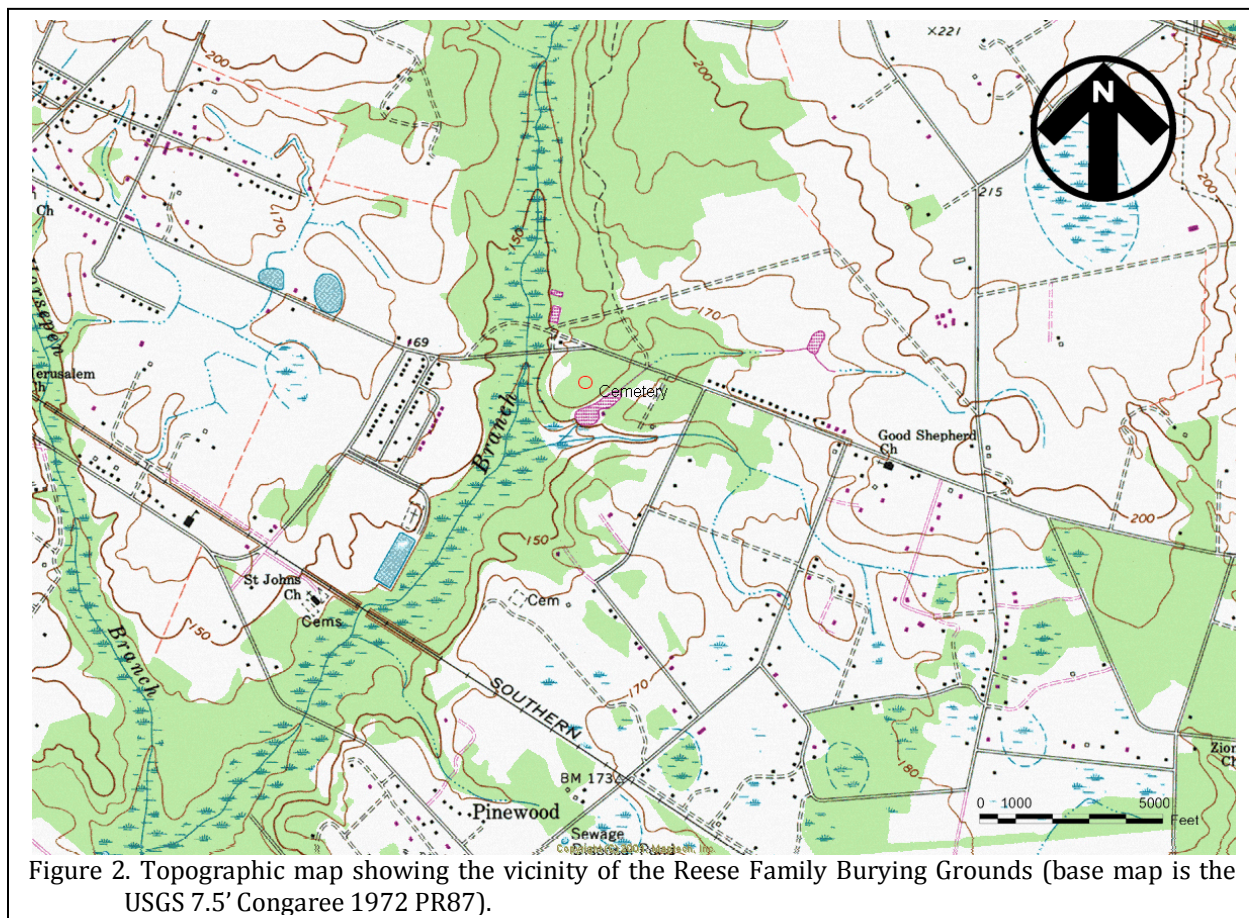 ×221
200
200
N
215
200
170
150
Ch
orsepen
170
169
Jerusalem
Ch
Cemetery
Branch
Good Shepherd
Ch
200
150
St Johns
Ch
Cems
Cem
150
Branch
SOUTHERN
170
180
Zion
Ch
BM 173
Pinewood
Sewage
0 1000 5000
Feet
Figure 2. Topographic map showing the vicinity of the Reese Family Burying Grounds (base map is the
USGS 7.5’ Congaree 1972 PR87).